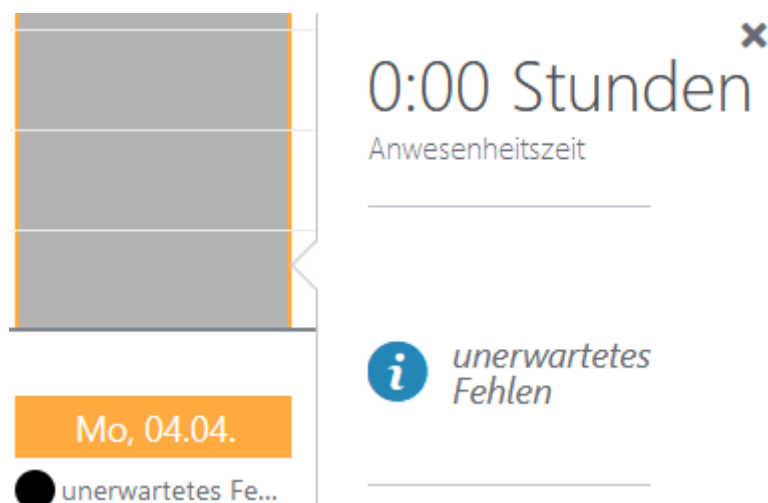 0:00 Stunden
Anwesenheitszeit
unerwartetes
Fehlen
Mo, 04.04.
unerwartetes Fe...